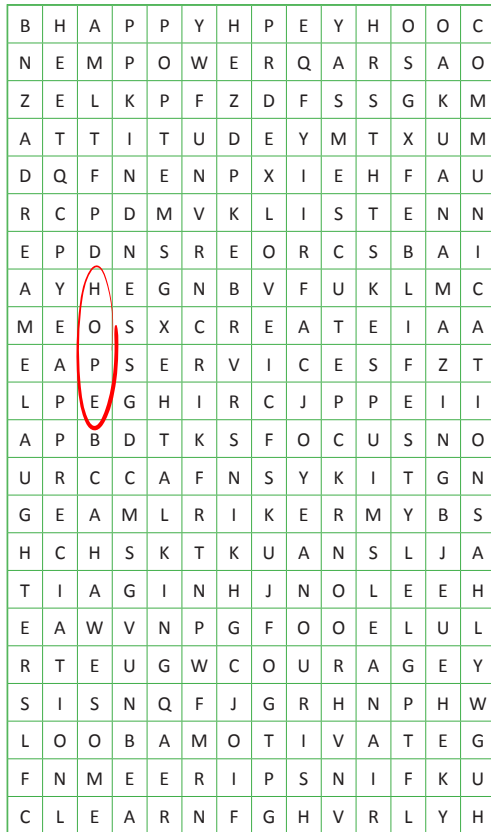 B H A P P Y H P E Y H O O C
N E M P O W E R Q A R S A O
Z E L K P F Z D F S S G K M
A T T I T U D E Y M T X U M
D Q F N E N P X I E H F A U
R C P D M V K L I S T E N N
E P D N S R E O R C S B A I
A Y H E G N B V F U K L M C
M E O S X C R E A T E I A A
E A P S E R V I C E S F Z T
L P E G H I R C J P P E I I
A P B D T K S F O C U S N O
U R C C A F N S Y K I T G N
G E A M L R I K E R M Y B S
H C H S K T K U A N S L J A
T I A G I N H J N O L E E H
E A W V N P G F O O E L U L
R T E U G W C O U R A G E Y
S I S N Q F J G R H N P H W
L O O B A M O T I V A T E G
F N M E E R I P S N I F K U
C L E A R N F G H V R L Y H